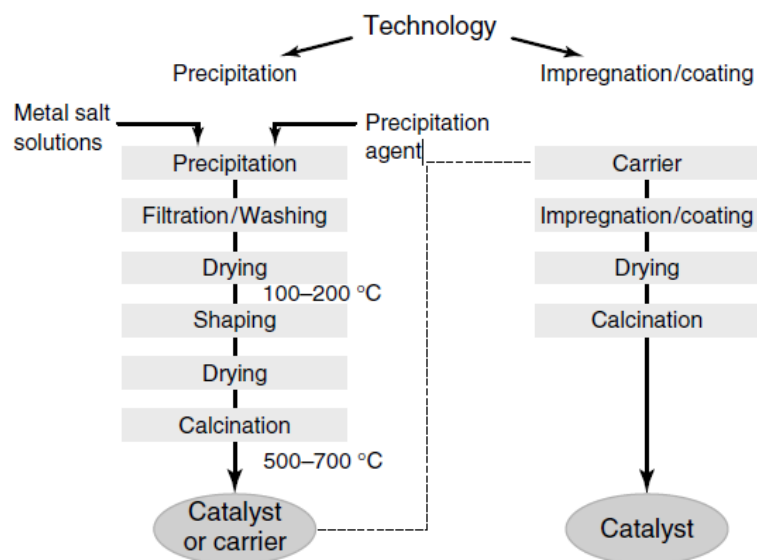 Technology
Precipitation
Impregnation/coating
Metal salt
solutions
Precipitation
agent
Precipitation
Filtration/Washing
Drying
100–200 °C
Shaping
Drying
Calcination
500–700 °C
Catalyst
or carrier
Carrier
Impregnation/coating
Drying
Calcination
Catalyst